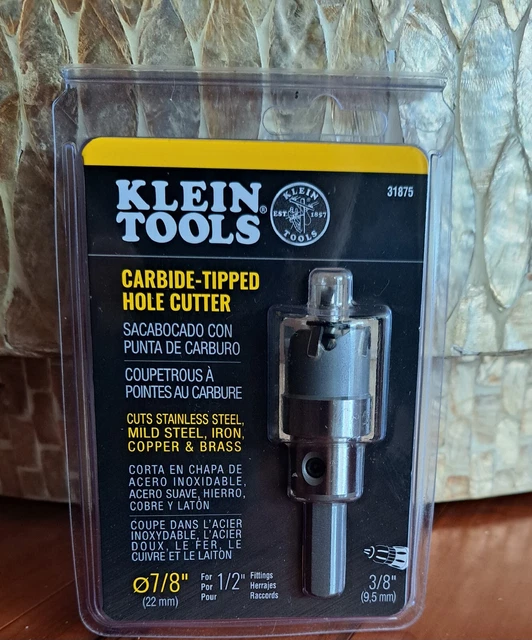 KLEIN
TOOLS®
KLEIN
EST. 1857
TOOLS
31875
CARBIDE-TIPPED
HOLE CUTTER
SACABOCADO CON
PUNTA DE CARBURO
COUPETROUS À
POINTES AU CARBURE
CUTS STAINLESS STEEL,
MILD STEEL, IRON,
COPPER & BRASS
CORTA EN CHAPA DE
ACERO INOXIDABLE,
ACERO SUAVE, HIERRO,
COBRE Y LATÓN
COUPE DANS L'ACIER
INOXYDABLE, L'ACIER
DOUX, LE FER, LE
CUIVRE ET LE LAITON
Ø7/8"
(22 mm)
For
Por
Pour
1/2"
Fittings
Herrajes
Raccords
3/8"
(9,5 mm)